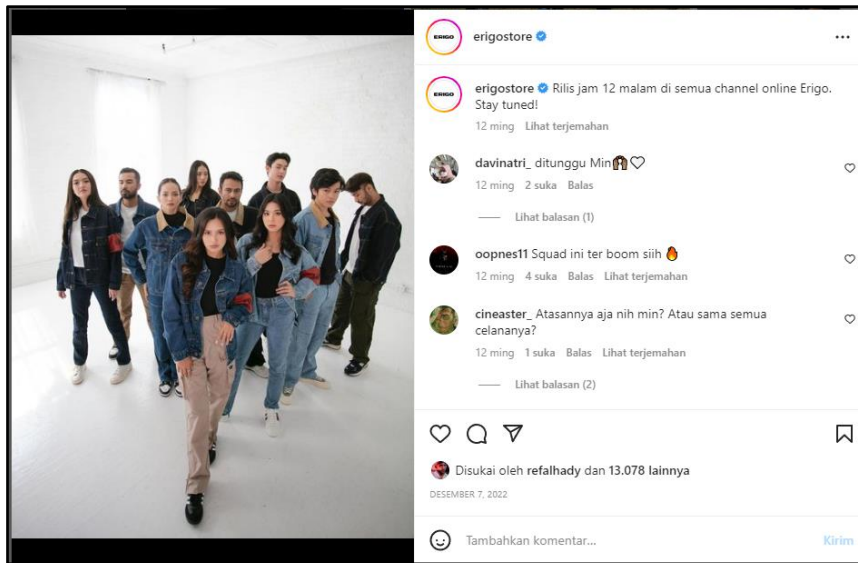 ERIGO
erigostore
...
ERIGO
erigostore Rilis jam 12 malam di semua channel online Erigo.
Stay tuned!
12 ming Lihat terjemahan
davinatri_ ditunggu Min🙆‍♀️♡
12 ming 2 suka Balas
Lihat balasan (1)
oopnes11 Squad ini ter boom siih 🔥
12 ming 4 suka Balas Lihat terjemahan
cineaster_ Atasannya aja nih min? Atau sama semua
celananya?
12 ming 1 suka Balas Lihat terjemahan
Lihat balasan (2)
Disukai oleh refalhady dan 13.078 lainnya
DESEMBER 7, 2022
Tambahkan komentar...
Kirim